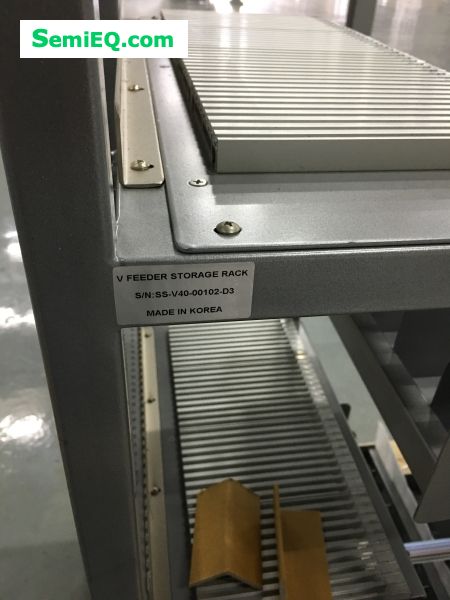 SemiEQ.com
V FEEDER STORAGE RACK
S/N:SS-V40-00102-D3
MADE IN KOREA